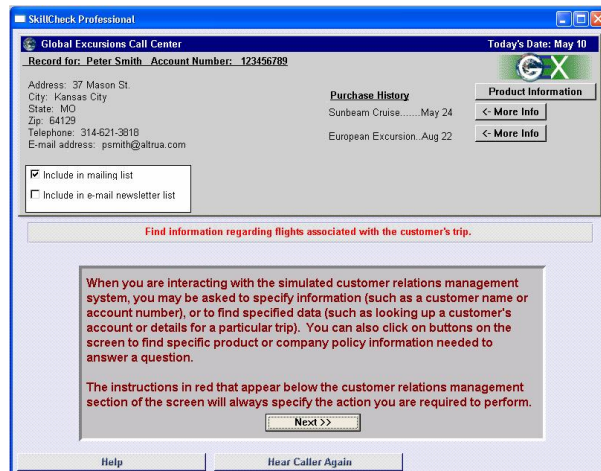 SkillCheck Professional
Global Excursions Call Center
Today's Date: May 10
Record for: Peter Smith Account Number: 123456789
GX
Address: 37 Mason St.
City: Kansas City
State: MO
Zip: 64129
Telephone: 314-621-3818
E-mail address: psmith@altrua.com
Purchase History
Product Information
Sunbeam Cruise.......May 24
<- More Info
European Excursion..Aug 22
<- More Info
Include in mailing list
Include in e-mail newsletter list
Find information regarding flights associated with the customer's trip.
When you are interacting with the simulated customer relations management
system, you may be asked to specify information (such as a customer name or
account number), or to find specified data (such as looking up a customer's
account or details for a particular trip). You can also click on buttons on the
screen to find specific product or company policy information needed to
answer a question.
The instructions in red that appear below the customer relations management
section of the screen will always specify the action you are required to perform.
Next >>
Help
Hear Caller Again